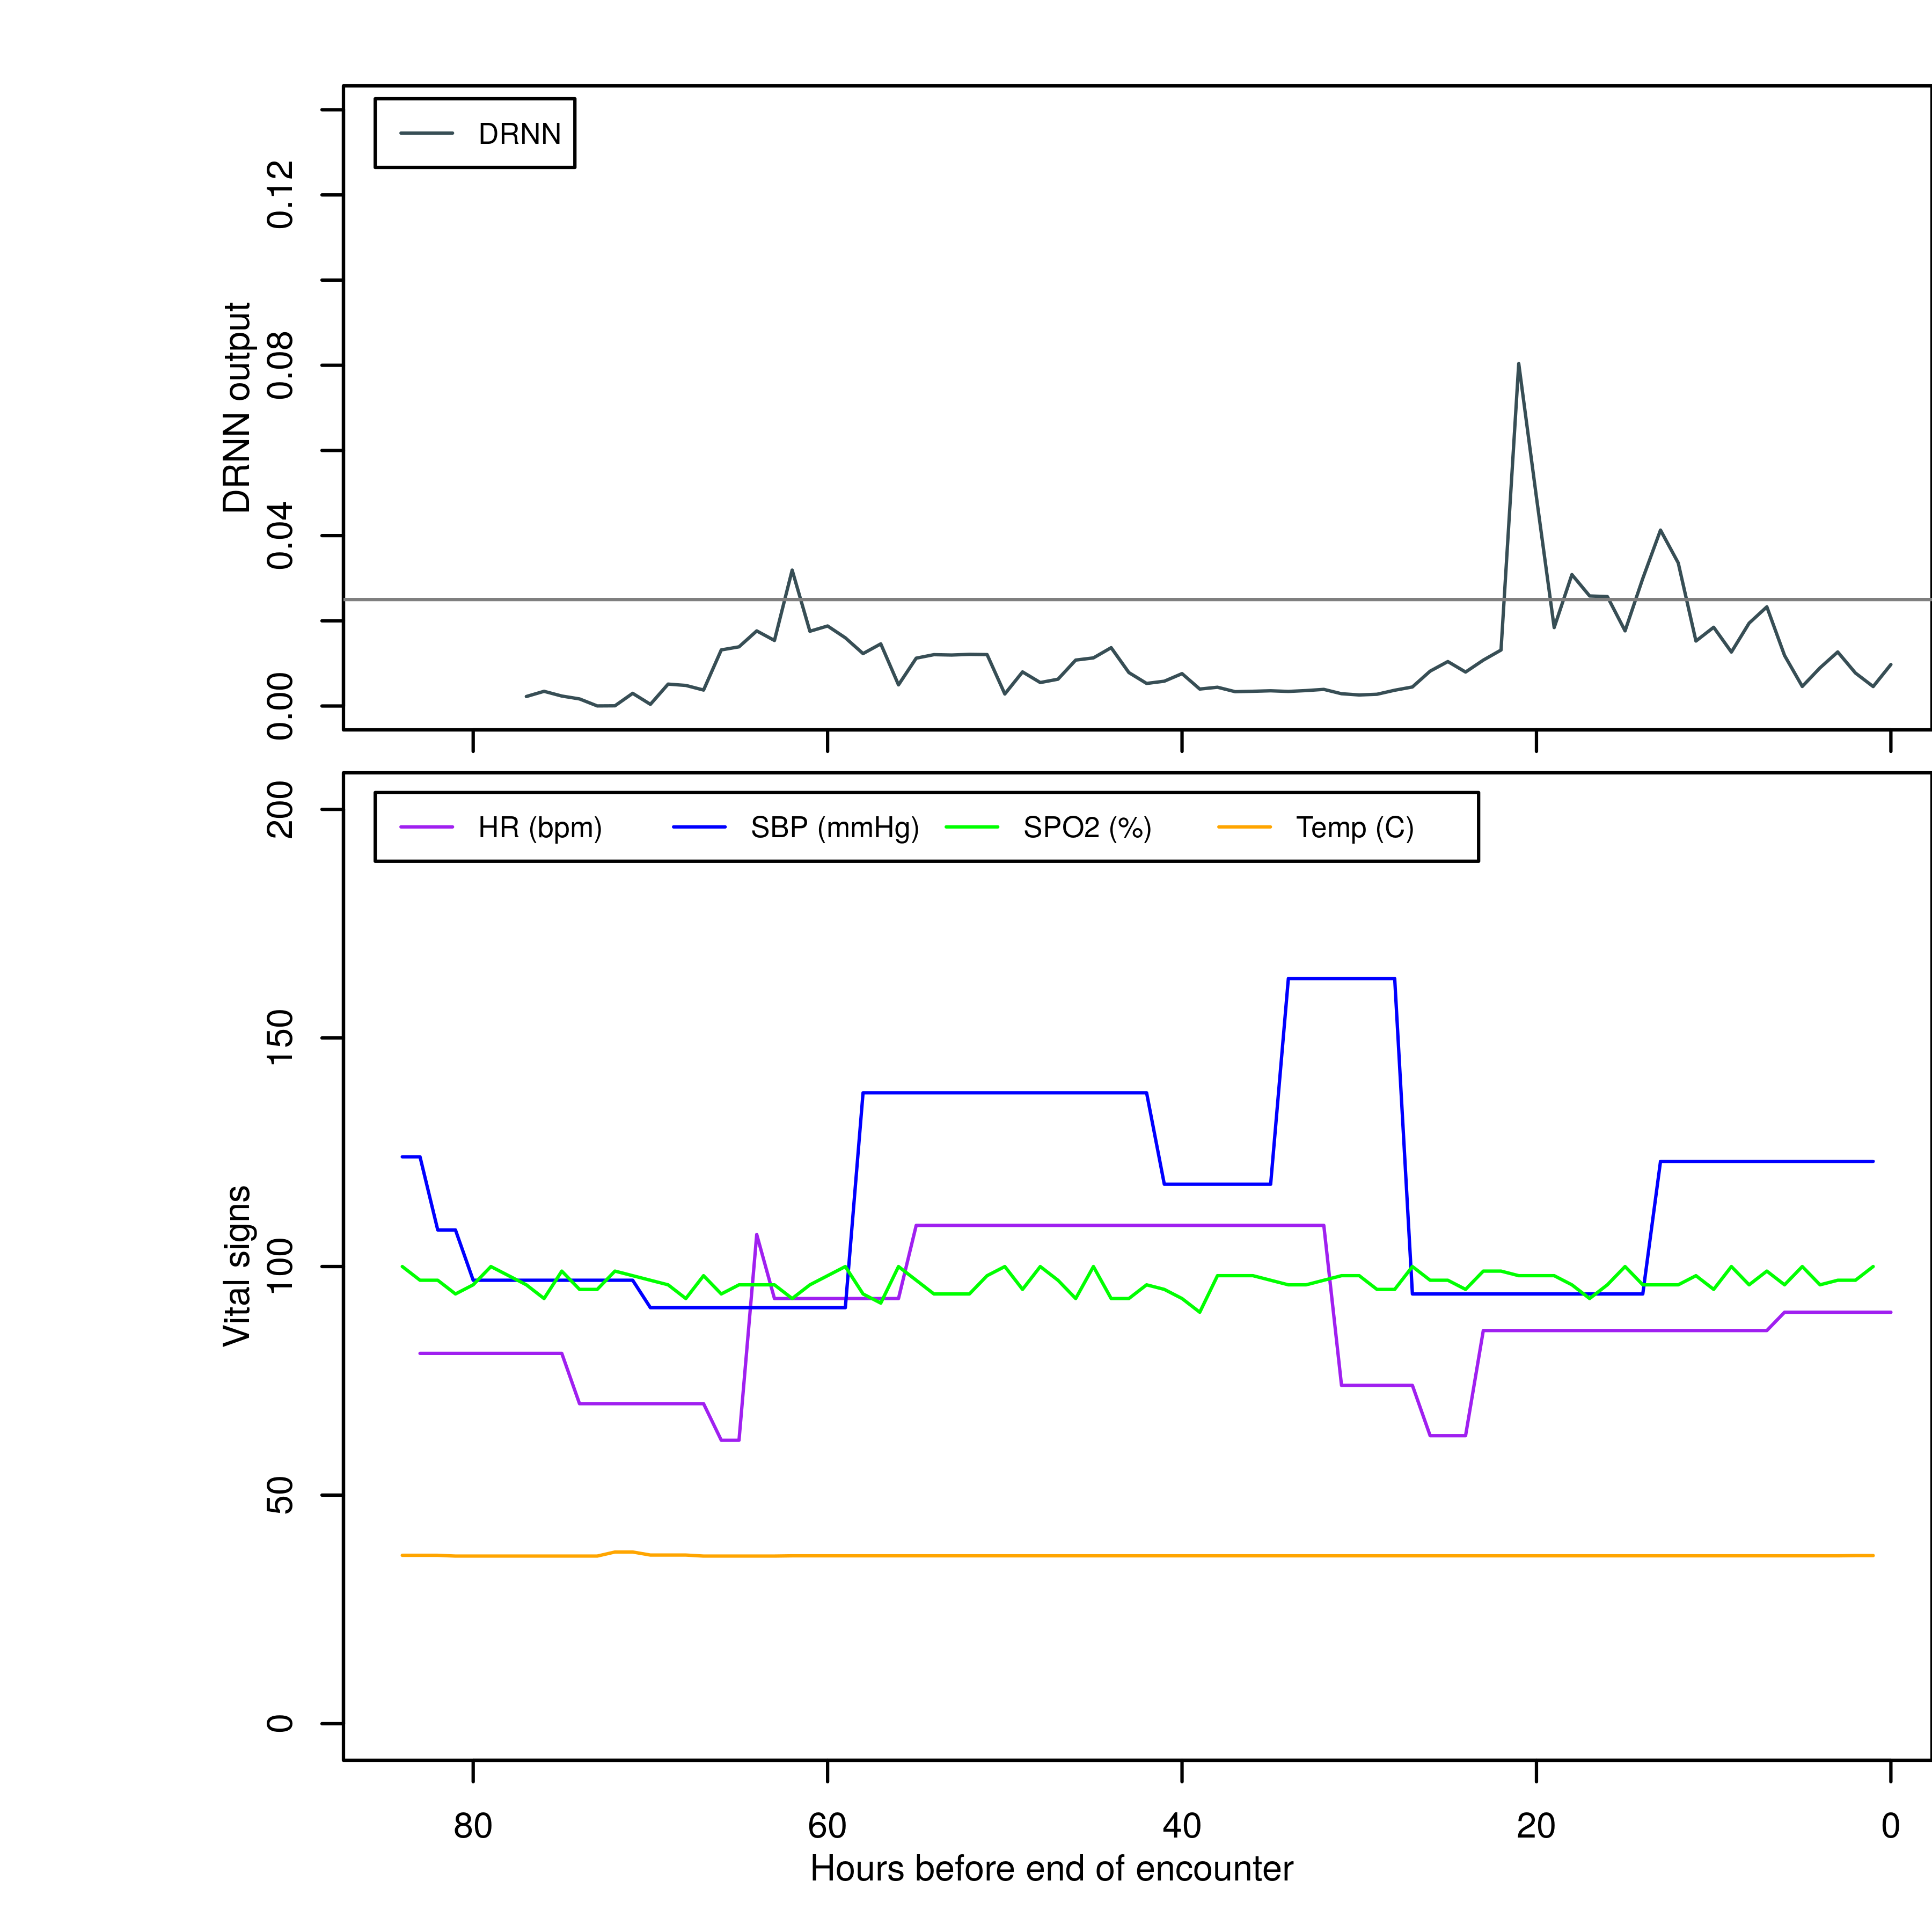 DRNN
0.12
0.08
0.04
0.00
DRNN output
HR (bpm) SBP (mmHg) SPO2 (%) Temp (C)
200
150
100
50
0
Vital signs
80 60 40 20 0
Hours before end of encounter